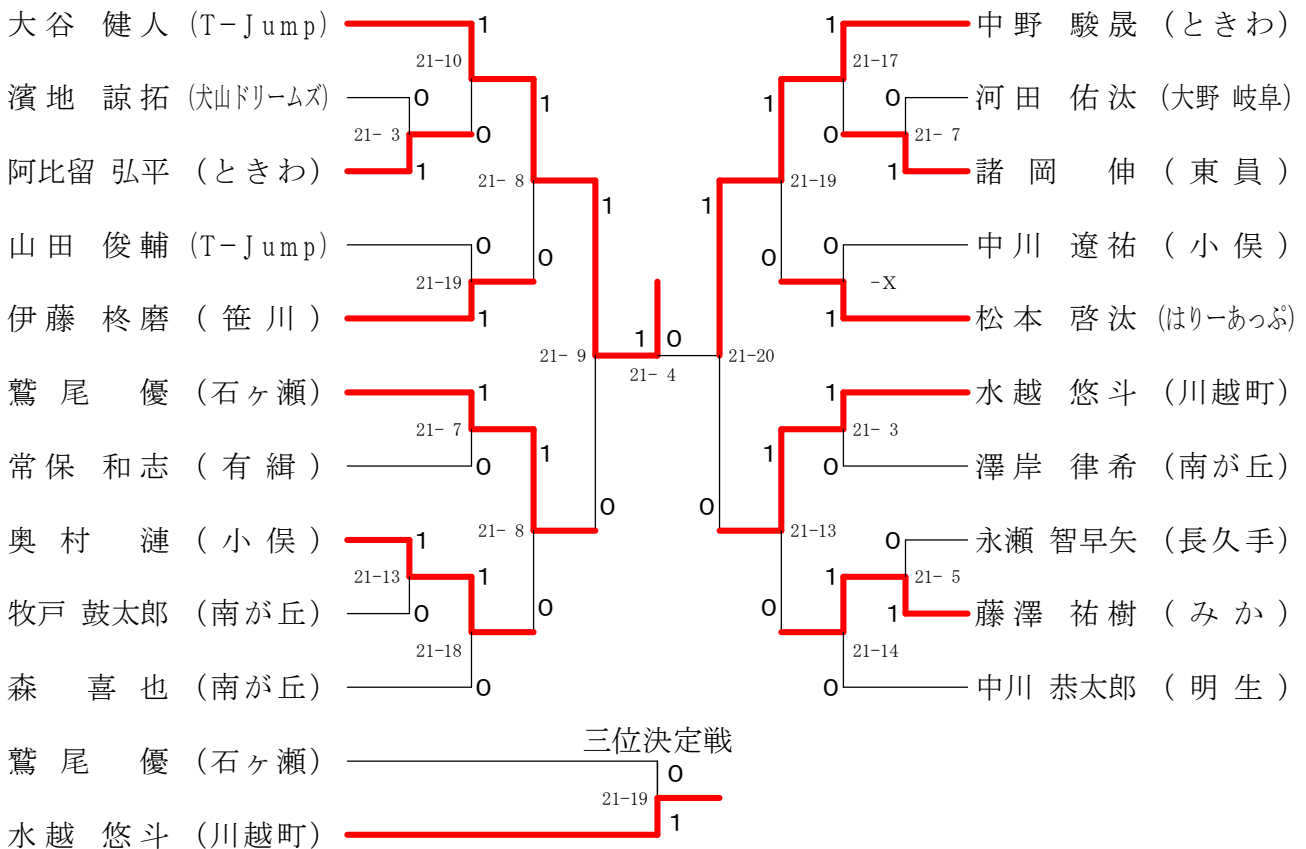 大谷 健人 (T-Jump)
1
21-10
濱地 諒拓 (犬山ドリームズ)
0
21- 3
0
1
阿比留 弘平 (ときわ)
1
21- 8
山田 俊輔 (T-Jump)
0
21-19
0
伊藤 柊磨 (笹川)
1
1
21- 9
鷲尾 優 (石ヶ瀬)
1
21- 7
1
常保 和志 (有緝)
0
21- 8
0
奥村 漣 (小俣)
1
21-13
1
0
牧戸 鼓太郎 (南が丘)
0
21-18
森 喜也 (南が丘)
0
1 0
21- 4
1
中野 駿晟 (ときわ)
21-17
1
0
河田 佑汰 (大野 岐阜)
0
21- 7
1
諸岡 伸 (東員)
21-19
1
0
中川 遼祐 (小俣)
0
-X
1
松本 啓汰 (はりーあっぷ)
21-20
1
水越 悠斗 (川越町)
21- 3
1
0
澤岸 律希 (南が丘)
0
21-13
0
永瀬 智早矢 (長久手)
1
21- 5
0
1
藤澤 祐樹 (みか)
21-14
0
中川 恭太郎 (明生)
三位決定戦
鷲尾 優 (石ヶ瀬)
0
21-19
1
水越 悠斗 (川越町)